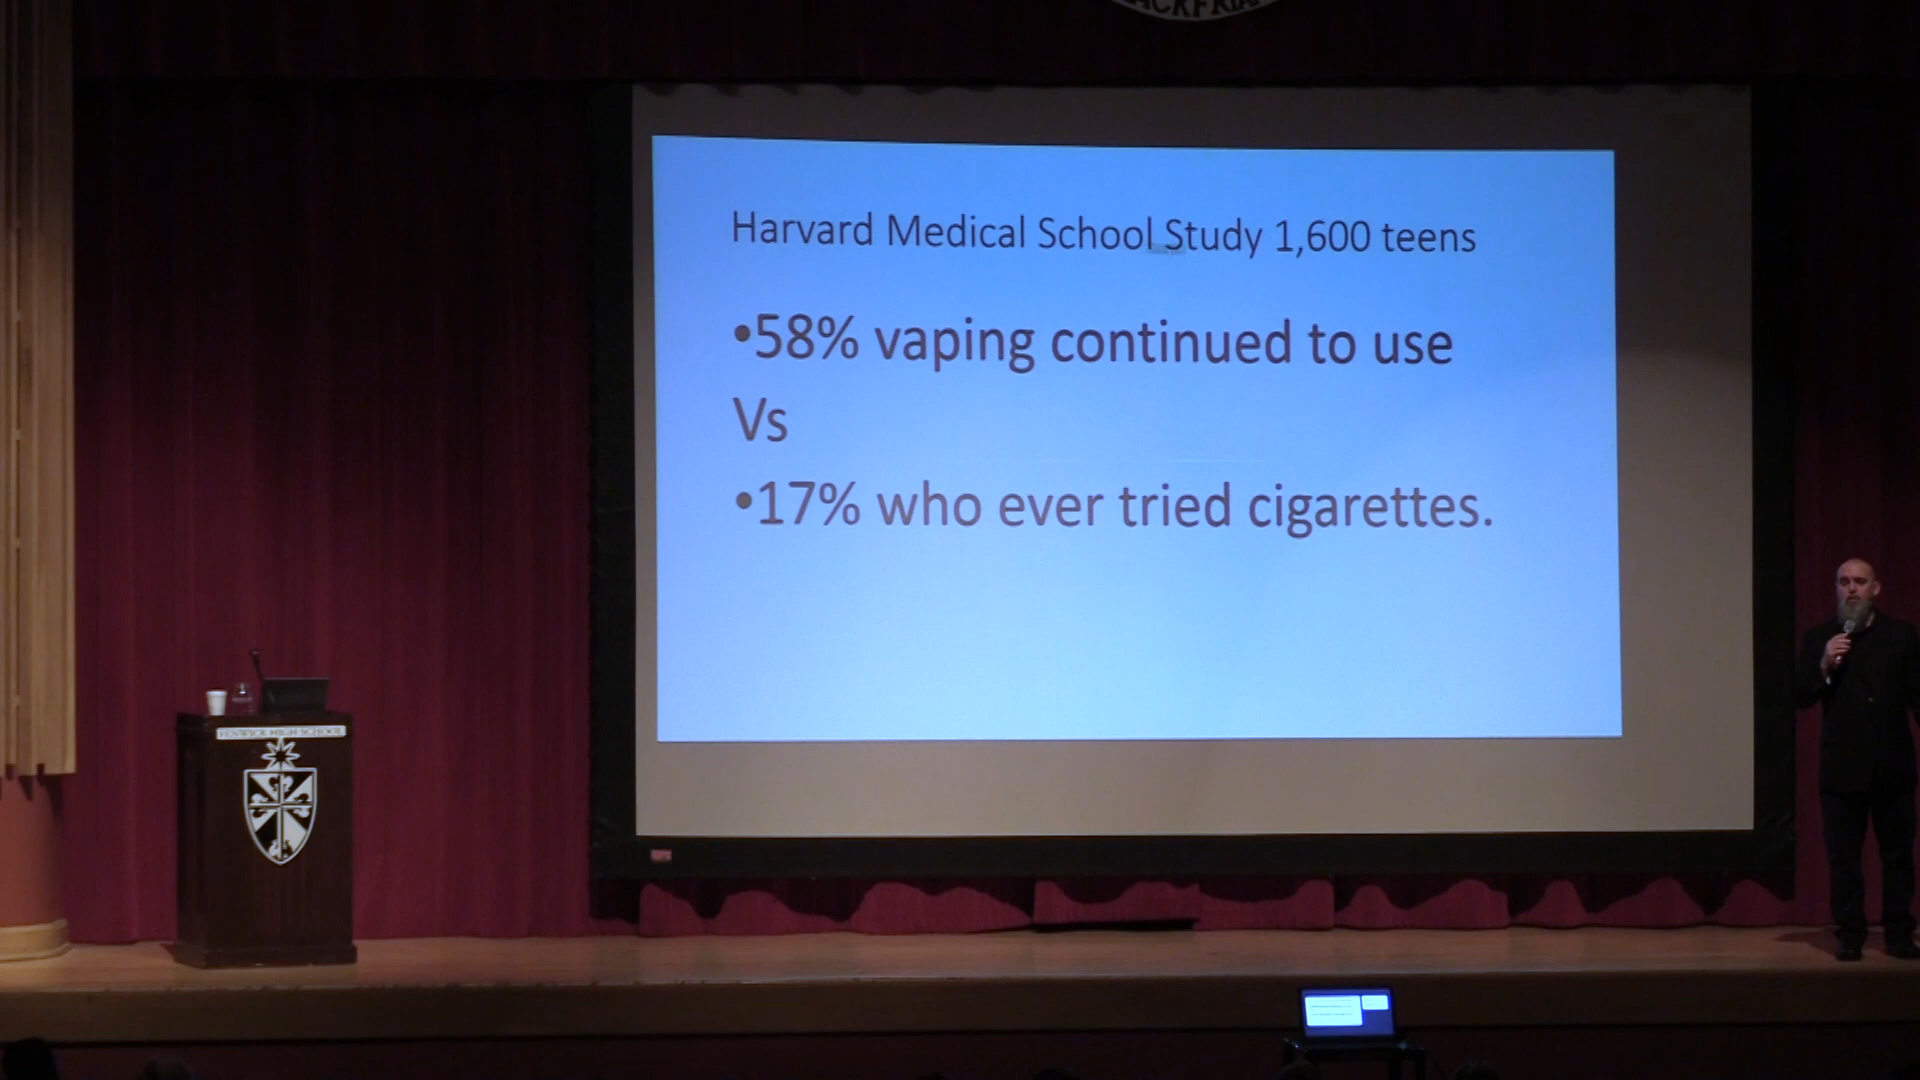 Harvard Medical School Study 1,600 teens
•58% vaping continued to use
Vs
•17% who ever tried cigarettes.
FENWICK HIGH SCHOOL